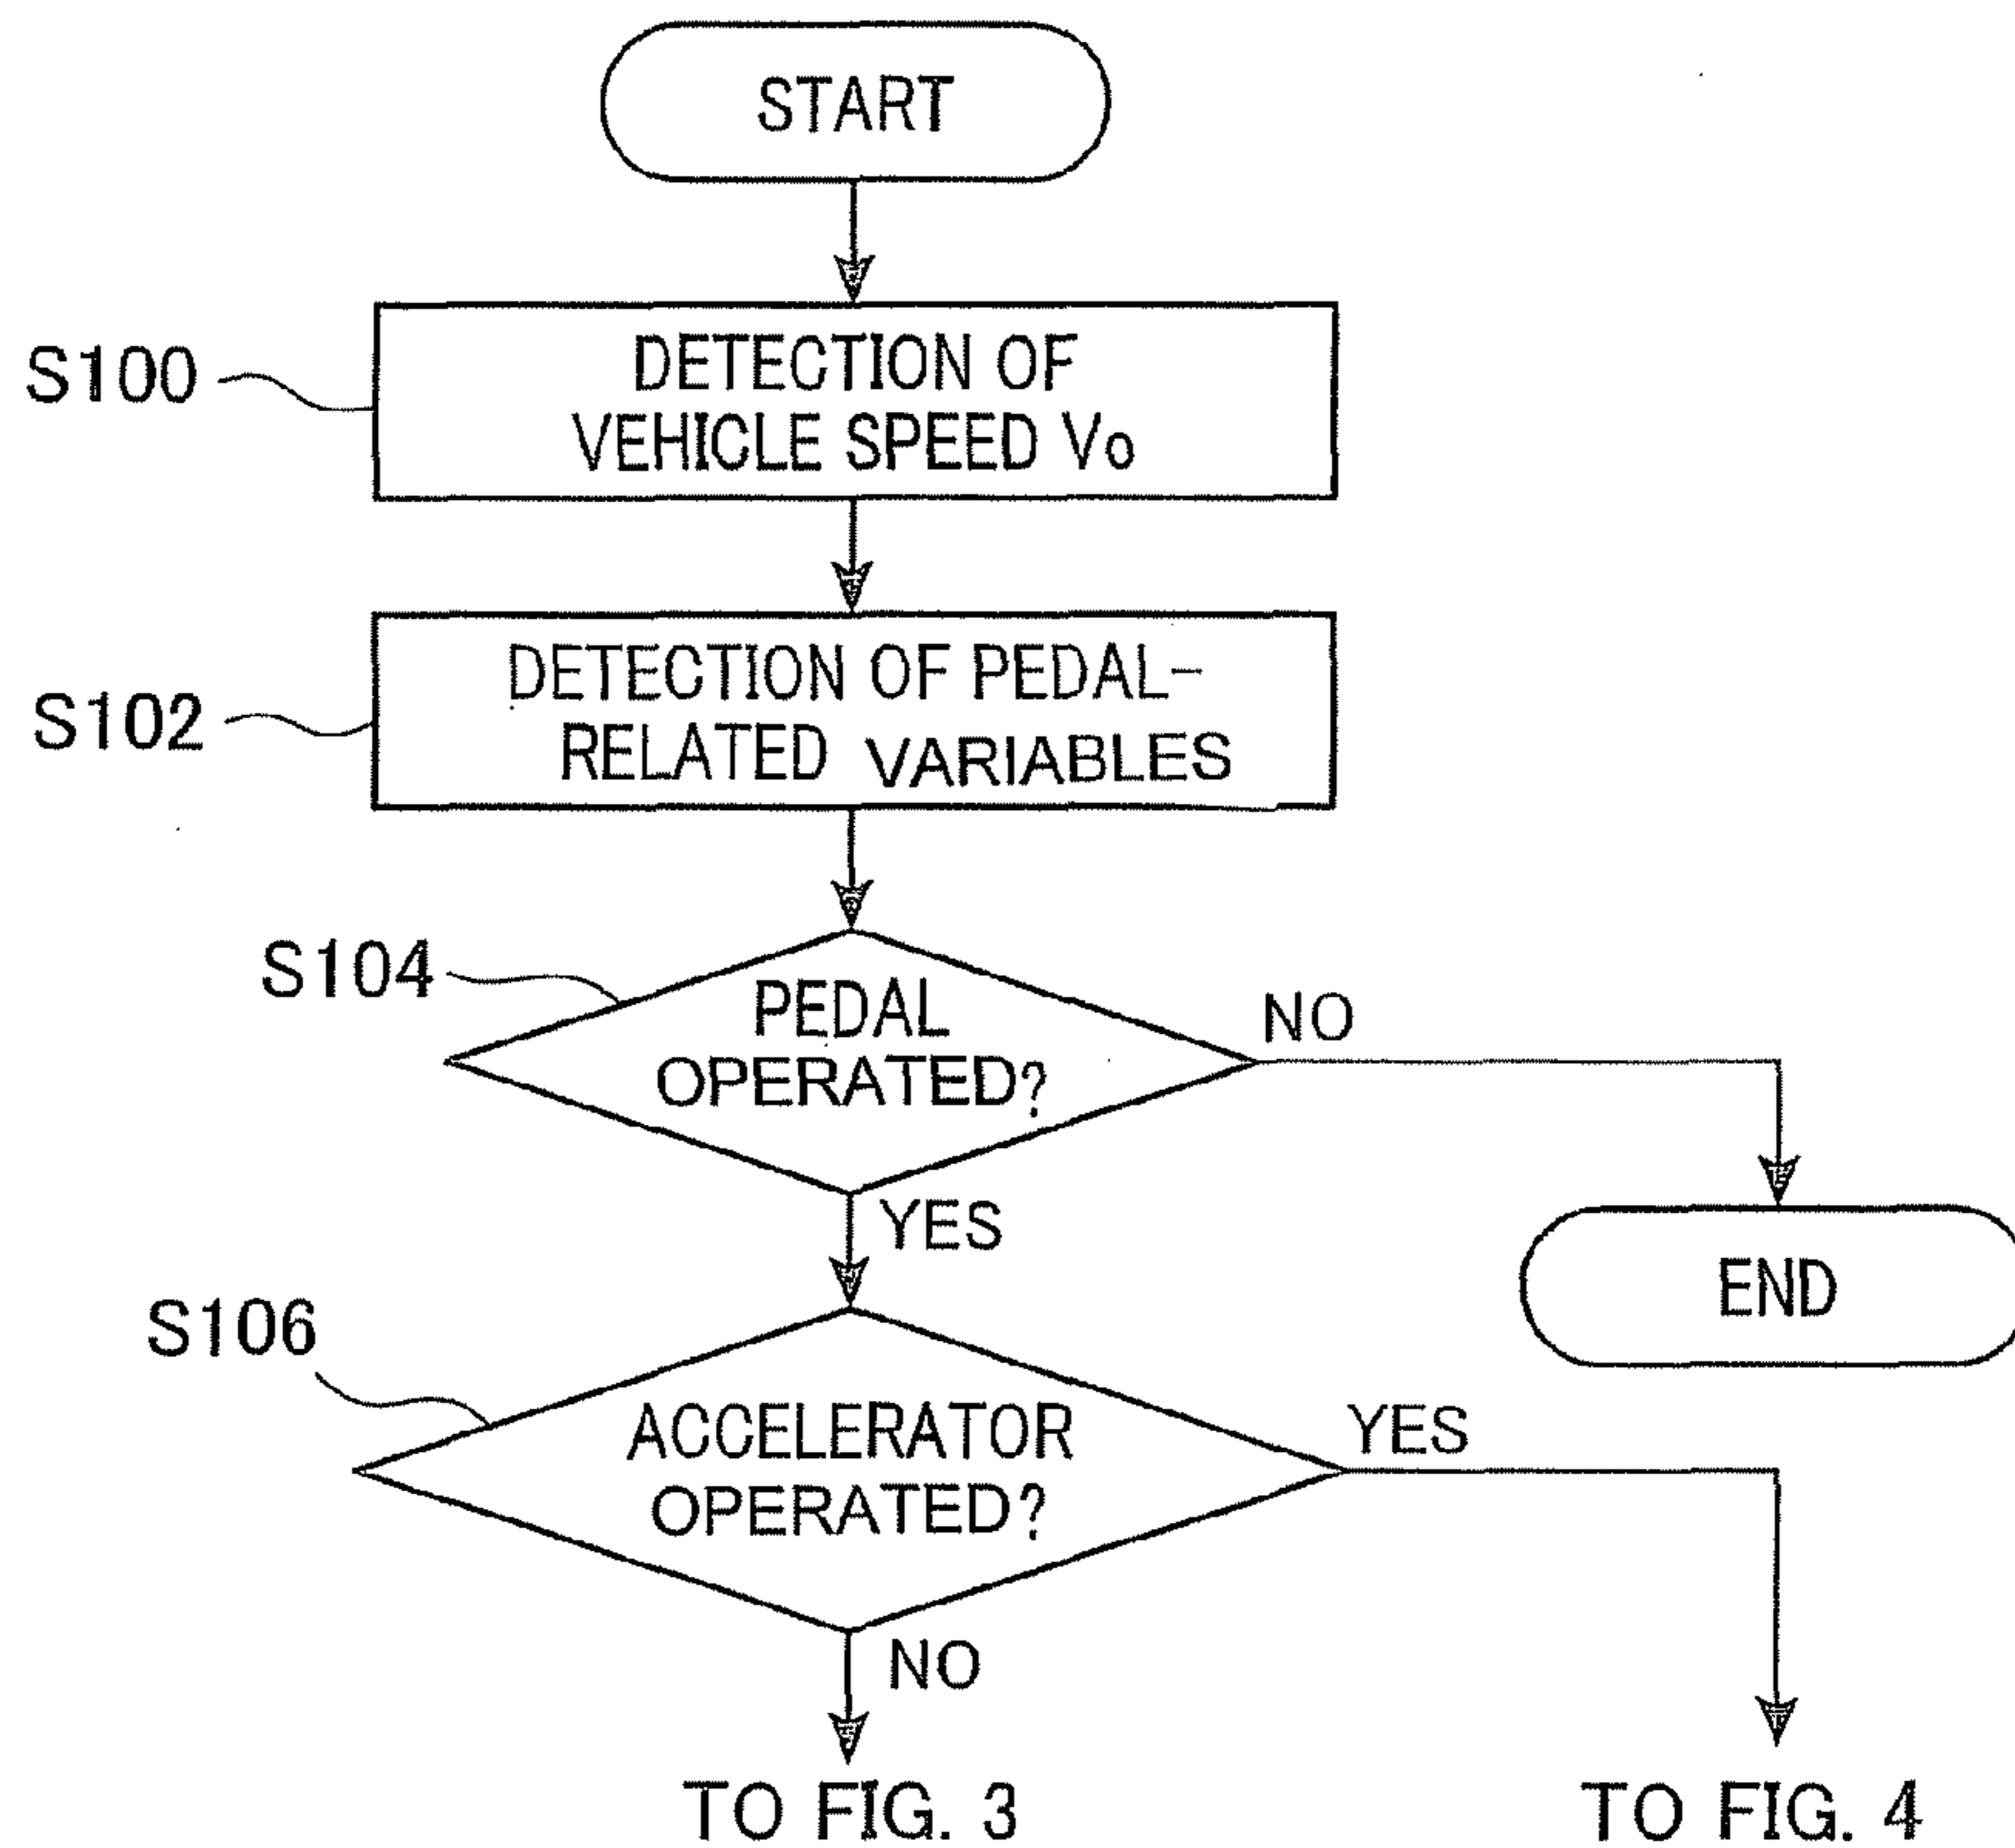 START
S100
DETECTION OF
VEHICLE SPEED Vo
S102
DETECTION OF PEDAL-
RELATED VARIABLES
S104
PEDAL
OPERATED?
NO
YES
END
S106
ACCELERATOR
OPERATED?
YES
NO
TO FIG. 3
TO FIG. 4